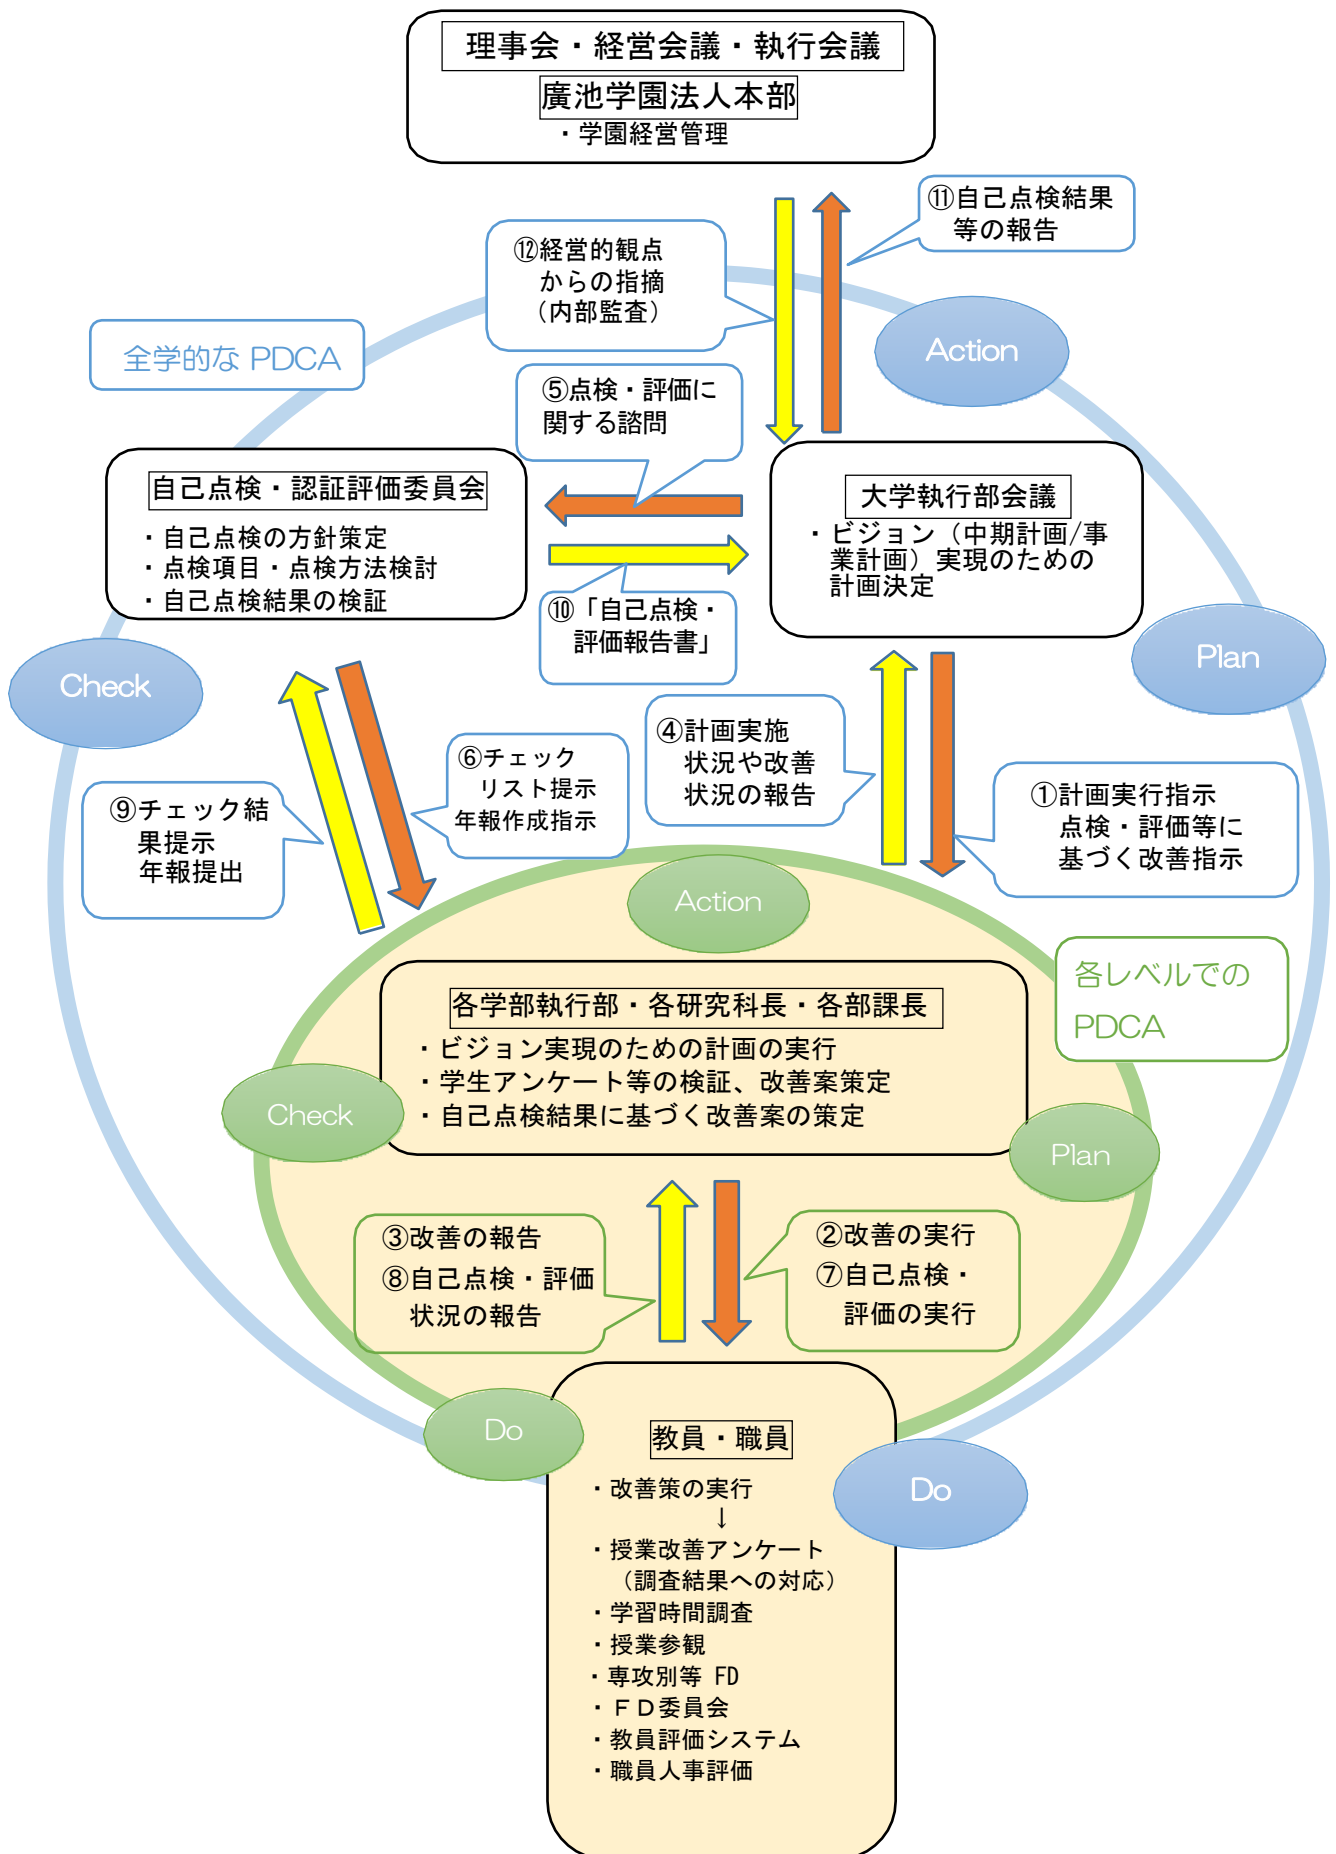 理事会・経営会議・執行会議
廣池学園法人本部
・学園経営管理
⑪自己点検結果
等の報告
⑫経営的観点
からの指摘
（内部監査）
Action
全学的な PDCA
⑤点検・評価に
関する諮問
自己点検・認証評価委員会
・自己点検の方針策定
・点検項目・点検方法検討
・自己点検結果の検証
大学執行部会議
・ビジョン（中期計画/事
業計画）実現のための
計画決定
⑩「自己点検・
評価報告書」
Check
Plan
④計画実施
状況や改善
状況の報告
⑥チェック
リスト提示
年報作成指示
①計画実行指示
点検・評価等に
基づく改善指示
⑨チェック結
果提示
年報提出
Action
各レベルでの
PDCA
各学部執行部・各研究科長・各部課長
・ビジョン実現のための計画の実行
・学生アンケート等の検証、改善案策定
・自己点検結果に基づく改善案の策定
Check
Plan
③改善の報告
⑧自己点検・評価
状況の報告
②改善の実行
⑦自己点検・
評価の実行
Do
教員・職員
・改善策の実行
↓
・授業改善アンケート
（調査結果への対応）
・学習時間調査
・授業参観
・専攻別等 FD
・ＦＤ委員会
・教員評価システム
・職員人事評価
Do